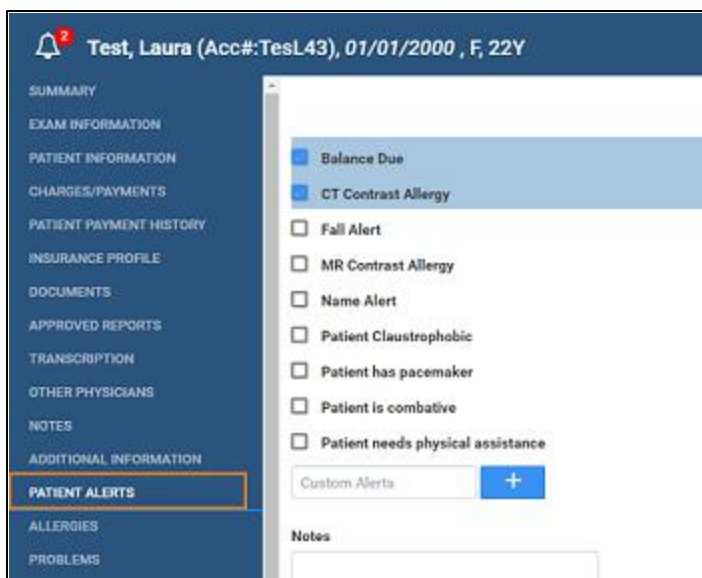 2
Test, Laura (Acc#:TesL43), 01/01/2000 , F, 22Y
SUMMARY
EXAM INFORMATION
PATIENT INFORMATION
CHARGES/PAYMENTS
PATIENT PAYMENT HISTORY
INSURANCE PROFILE
DOCUMENTS
APPROVED REPORTS
TRANSCRIPTION
OTHER PHYSICIANS
NOTES
ADDITIONAL INFORMATION
PATIENT ALERTS
ALLERGIES
PROBLEMS
Balance Due
CT Contrast Allergy
Fall Alert
MR Contrast Allergy
Name Alert
Patient Claustrophobic
Patient has pacemaker
Patient is combative
Patient needs physical assistance
Custom Alerts
+
Notes